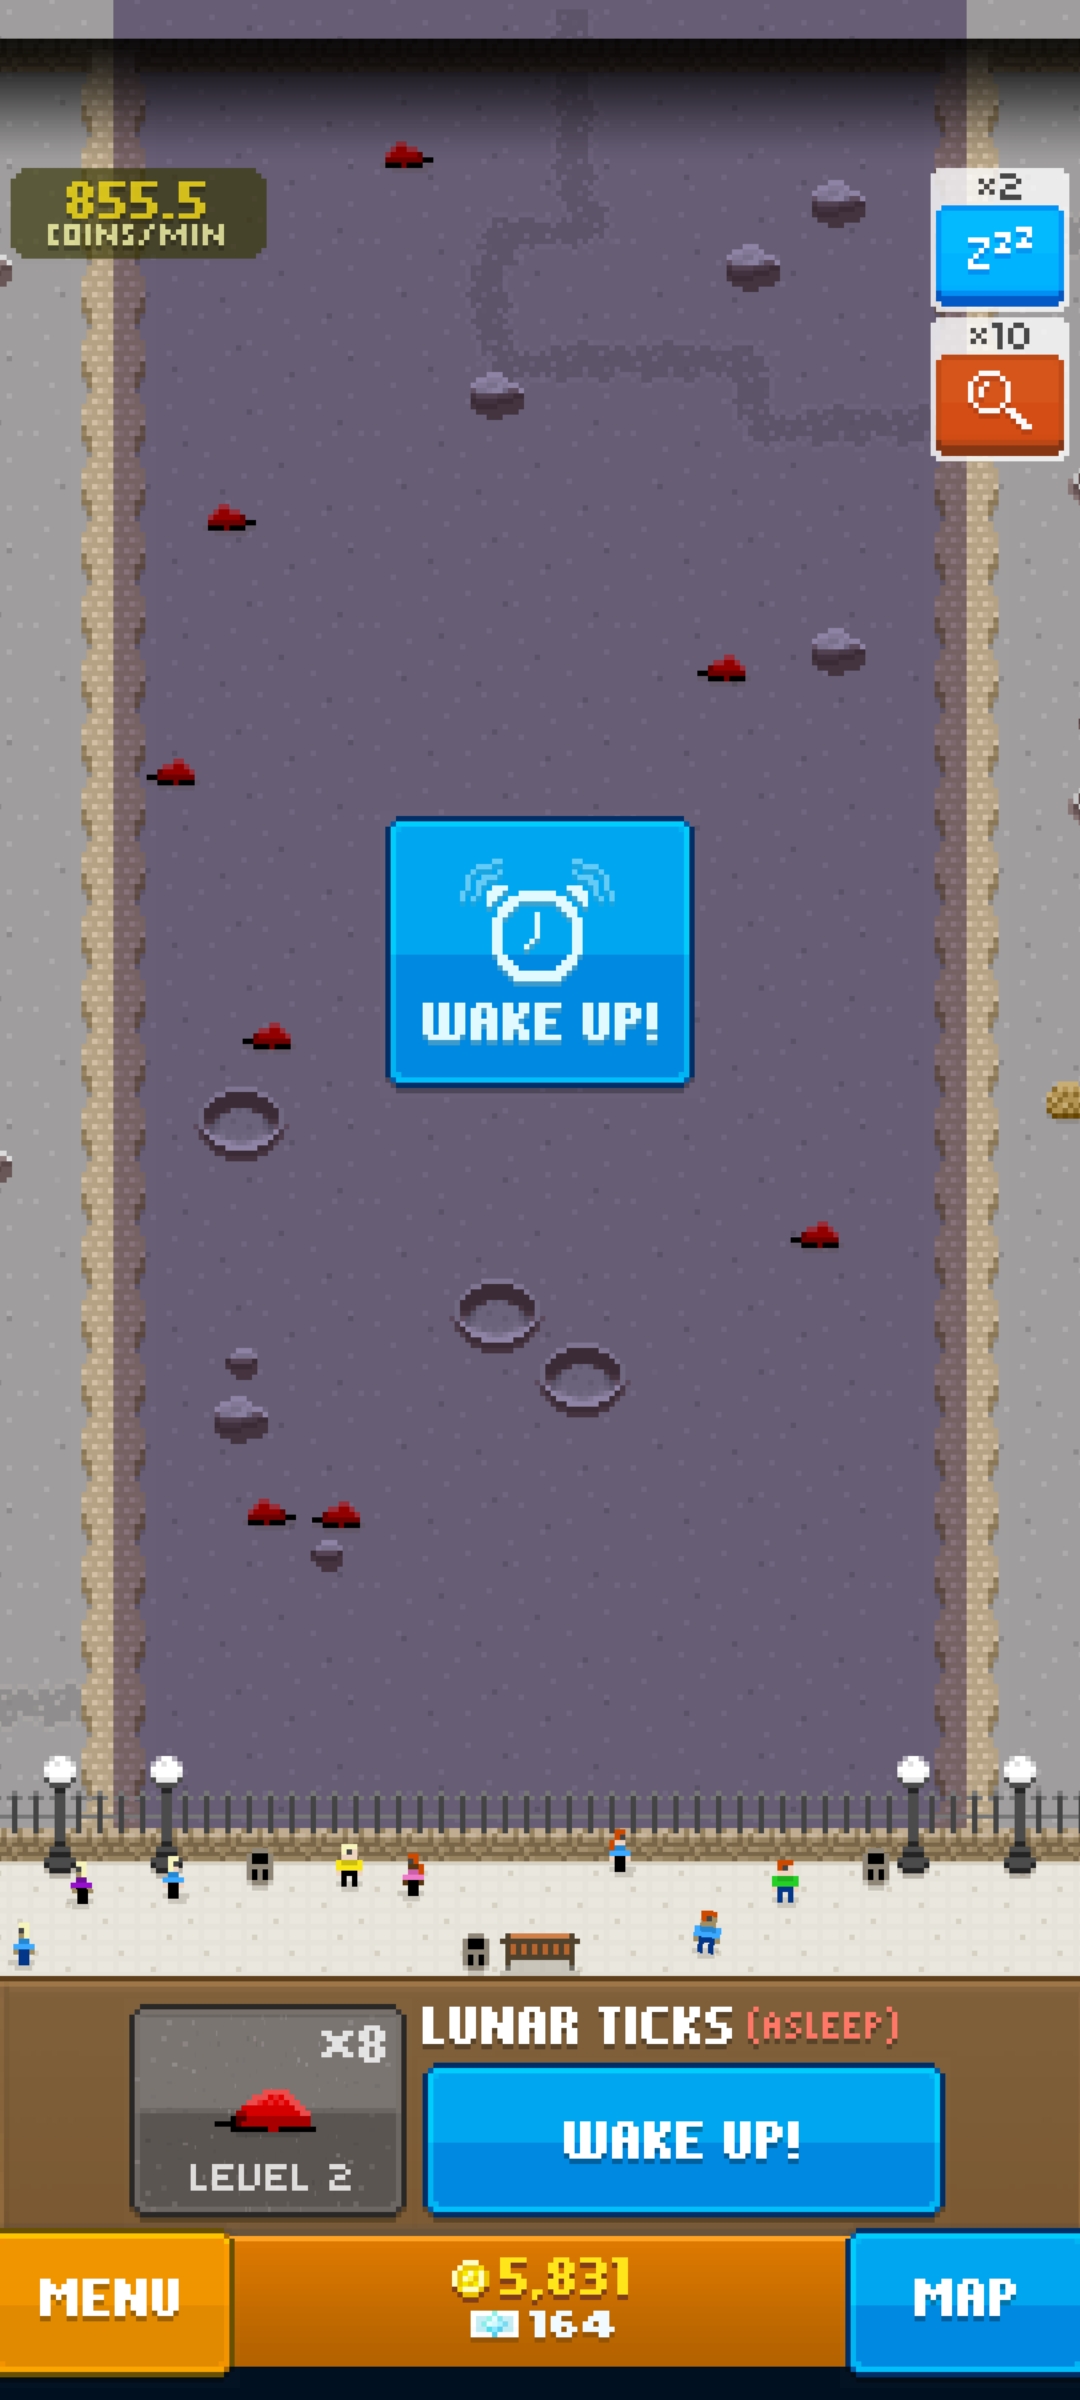 855.5
COINS/MIN
x2
zzzz
x10
WAKE UP!
LUNAR TICKS (ASLEEP)
x8
LEVEL 2
WAKE UP!
MENU
5,831
164
MAP